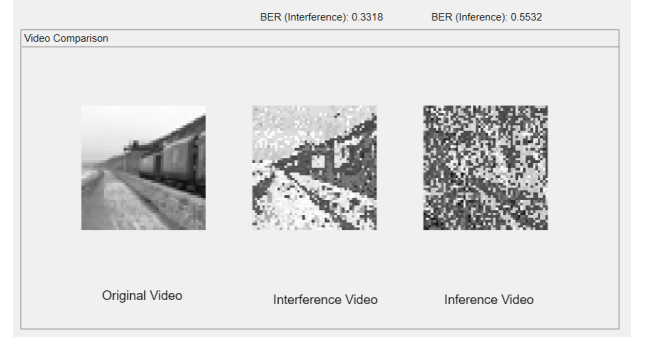 BER (Interference): 0.3318 BER (Inference): 0.5532
Video Comparison
Original Video
Interference Video
Inference Video